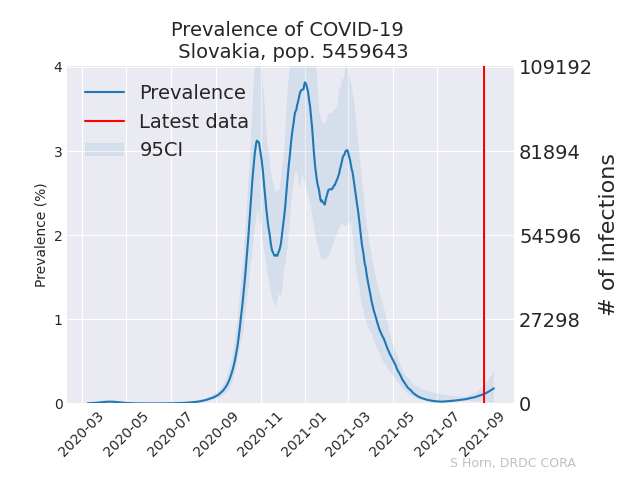 Prevalence of COVID-19
Slovakia, pop. 5459643
Prevalence
Latest data
95CI
Prevalence (%)
4
3
2
1
0
109192
81894
54596
27298
0
# of infections
2020-03
2020-05
2020-07
2020-09
2020-11
2021-01
2021-03
2021-05
2021-07
2021-09
S Horn, DRDC CORA